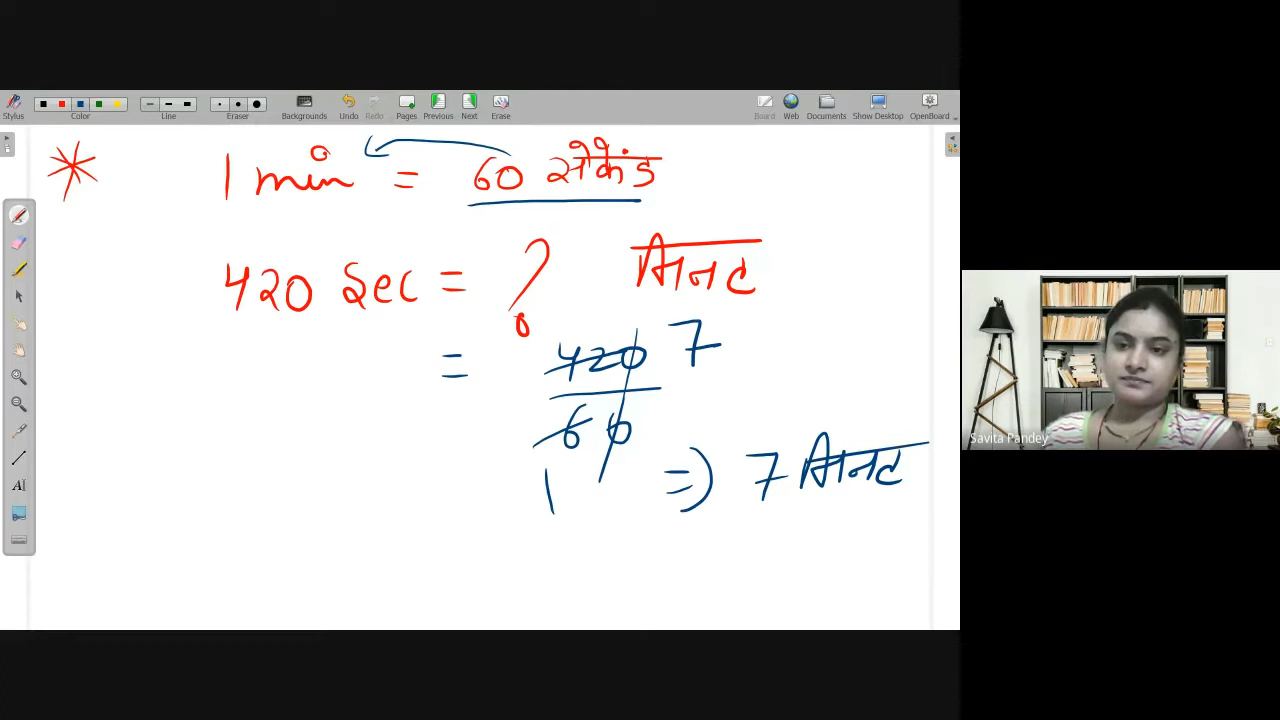 Stylus Color Line Eraser Backgrounds Undo Redo Pages Previous Next Erase Board Web Documents Show Desktop OpenBoard
1 min = 60 सेकेंड
420 Sec = ? मिनट
= 420 7
60
1
=) 7 मिनट
Savita Pandey